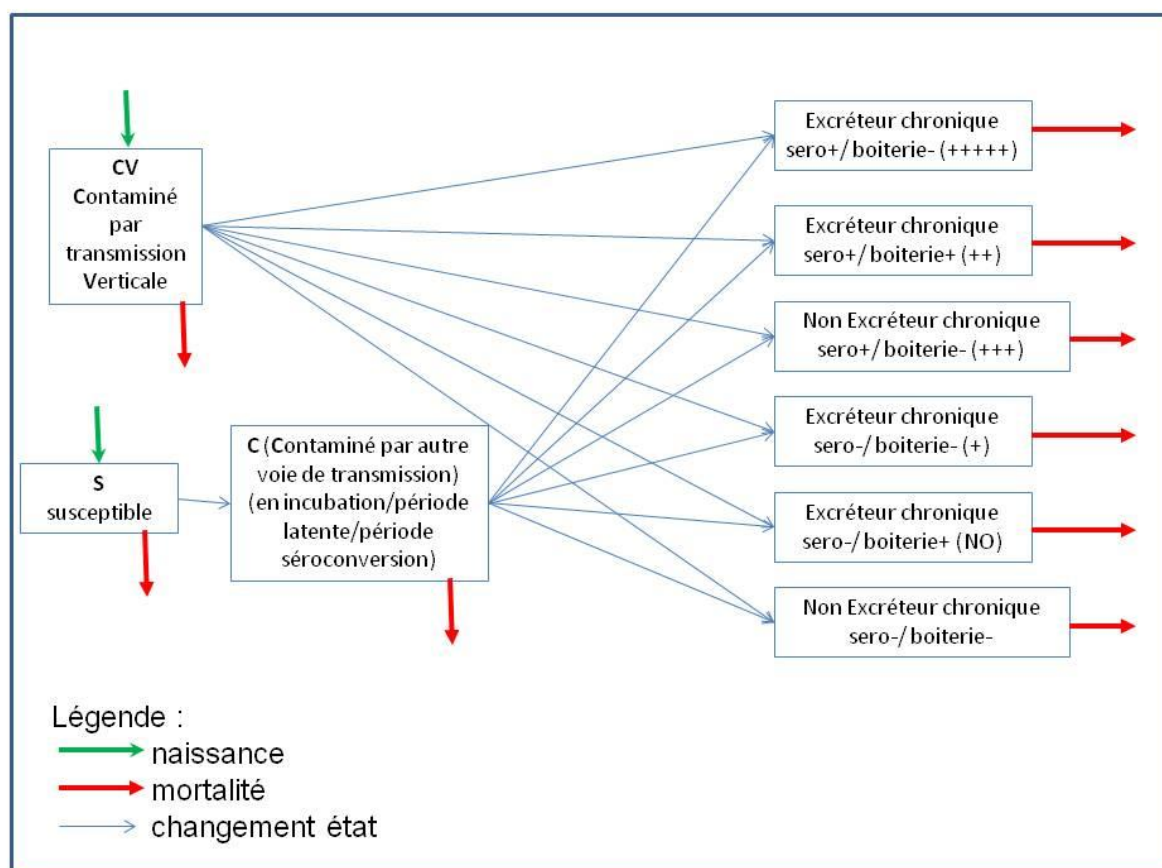 CV
Contaminé
par
transmission
Verticale
S
susceptible
C (Contaminé par autre
voie de transmission)
(en incubation/période
latente/période
séroconversion)
Excréteur chronique
sero+/boiterie- (+++++)
Excréteur chronique
sero+/boiterie+ (++)
Non Excréteur chronique
sero+/boiterie- (+++)
Excréteur chronique
sero-/boiterie- (+)
Excréteur chronique
sero-/boiterie+ (NO)
Non Excréteur chronique
sero-/boiterie-
Légende :
naissance
mortalité
changement état